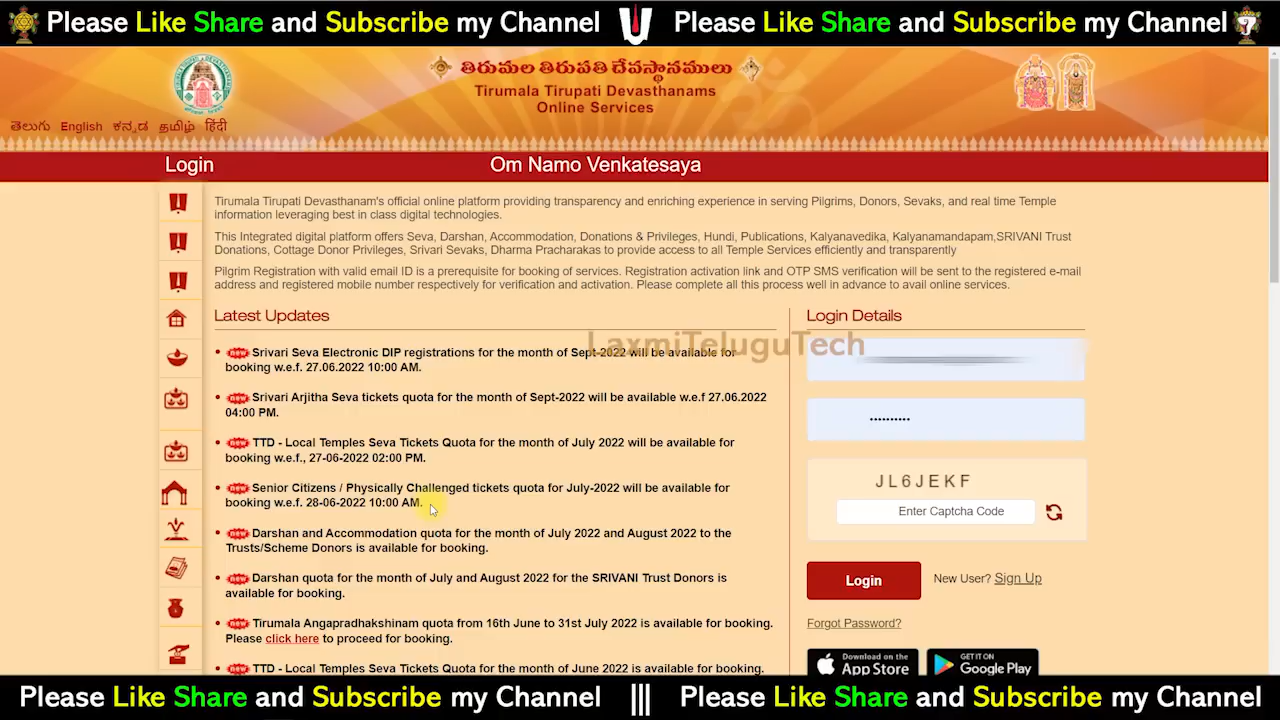 Please Like Share and Subscribe my Channel
Please Like Share and Subscribe my Channel
తిరుమల తిరుపతి దేవస్థానములు
Tirumala Tirupati Devasthanams
Online Services
తెలుగు English ಕನ್ನಡ தமிழ் हिंदी
Login
Om Namo Venkatesaya
Tirumala Tirupati Devasthanam's official online platform providing transparency and enriching experience in serving Pilgrims, Donors, Sevaks, and real time Temple
information leveraging best in class digital technologies.
This Integrated digital platform offers Seva, Darshan, Accommodation, Donations & Privileges, Hundi, Publications, Kalyanavedika, Kalyanamandapam,SRIVANI Trust
Donations, Cottage Donor Privileges, Srivari Sevaks, Dharma Pracharakas to provide access to all Temple Services efficiently and transparently
Pilgrim Registration with valid email ID is a prerequisite for booking of services. Registration activation link and OTP SMS verification will be sent to the registered e-mail
address and registered mobile number respectively for verification and activation. Please complete all this process well in advance to avail online services.
Latest Updates
new Srivari Seva Electronic DIP registrations for the month of Sept-2022 will be available for
booking w.e.f. 27.06.2022 10:00 AM.
new Srivari Arjitha Seva tickets quota for the month of Sept-2022 will be available w.e.f 27.06.2022
04:00 PM.
new TTD - Local Temples Seva Tickets Quota for the month of July 2022 will be available for
booking w.e.f., 27-06-2022 02:00 PM.
new Senior Citizens / Physically Challenged tickets quota for July-2022 will be available for
booking w.e.f. 28-06-2022 10:00 AM.
new Darshan and Accommodation quota for the month of July 2022 and August 2022 to the
Trusts/Scheme Donors is available for booking.
new Darshan quota for the month of July and August 2022 for the SRIVANI Trust Donors is
available for booking.
new Tirumala Angapradhakshinam quota from 16th June to 31st July 2022 is available for booking.
Please click here to proceed for booking.
new TTD - Local Temples Seva Tickets Quota for the month of June 2022 is available for booking.
LaxmiTeluguTech
Login Details
••••••••••
JL6JEKF
Enter Captcha Code
Login
New User? Sign Up
Forgot Password?
Download on the
App Store
GET IT ON
Google Play
Please Like Share and Subscribe my Channel ||| Please Like Share and Subscribe my Channel